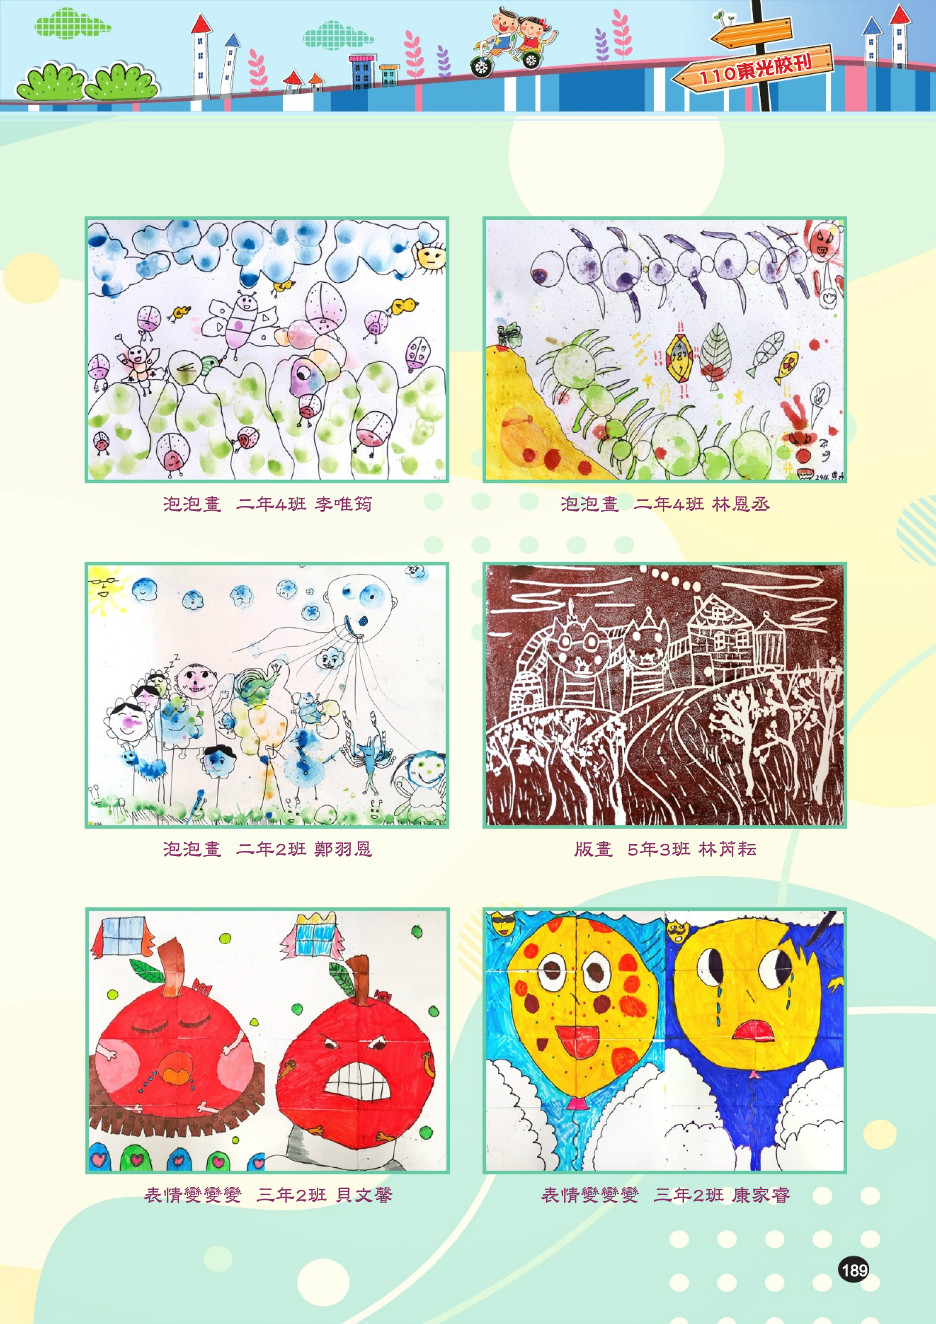 110東光校刊
泡泡畫 二年4班 李唯筠
泡泡畫 二年4班 林恩丞
泡泡畫 二年2班 鄭羽恩
版畫 5年3班 林芮耘
表情變變變 三年2班 貝文馨
表情變變變 三年2班 康家睿
189